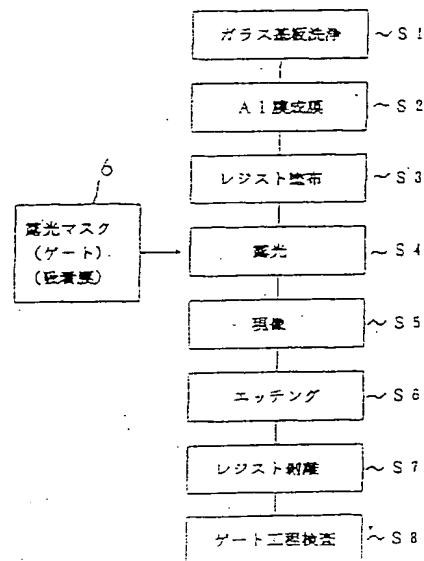 ガラス基板洗浄 ～S1
Al膜成膜 ～S2
レジスト塗布 ～S3
6
露光マスク
(ゲート)
(吸着膜)
露光 ～S4
現像 ～S5
エッチング ～S6
レジスト剥離 ～S7
ゲート工程検査 ～S8